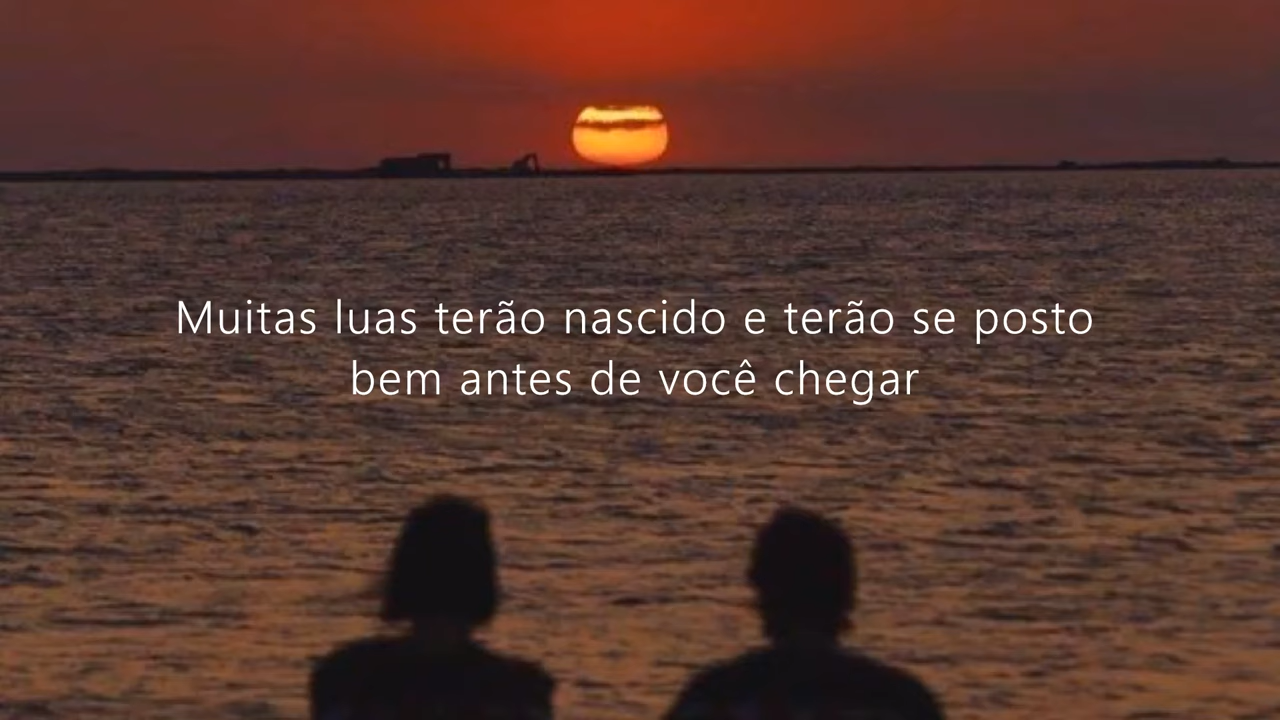 Muitas luas terão nascido e terão se posto
bem antes de você chegar